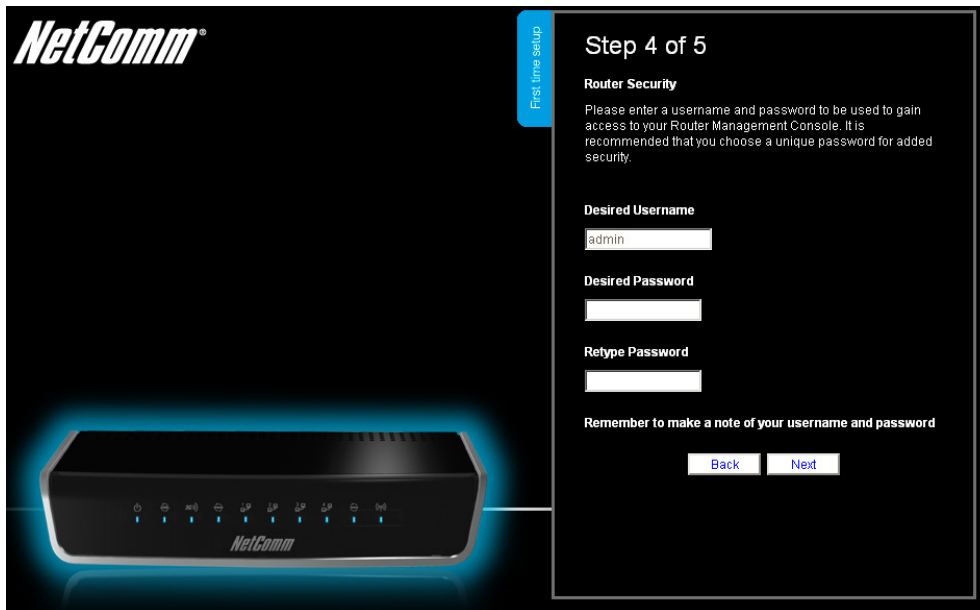 NetComm®
First time setup
Step 4 of 5
Router Security
Please enter a username and password to be used to gain
access to your Router Management Console. It is
recommended that you choose a unique password for added
security.
Desired Username
admin
Desired Password
Retype Password
Remember to make a note of your username and password
Back
Next
NetComm